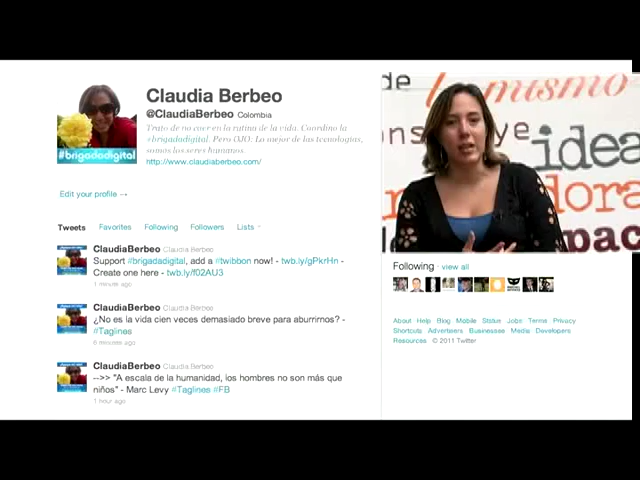 Claudia Berbeo
@ClaudiaBerbeo Colombia
Trato de no caer en la rutina de la vida. Coordino la
#brigadadigital. Pero OJO: Lo mejor de las tecnologías,
somos los seres humanos.
http://www.claudiaberbeo.com/
#brigadadigital
Edit your profile →
Tweets Favorites Following Followers Lists
ClaudiaBerbeo Claudia Berbeo
Support #brigadadigital, add a #twibbon now! - twb.ly/gPkrHn -
Create one here - twb.ly/f02AU3
1 minute ago
ClaudiaBerbeo Claudia Berbeo
¿No es la vida cien veces demasiado breve para aburrirnos? -
#Taglines
6 minutes ago
ClaudiaBerbeo Claudia Berbeo
-->> "A escala de la humanidad, los hombres no son más que
niños" - Marc Levy #Taglines #FB
1 hour ago
de lo mismo
ons ye
idea
dora
pac
Following · view all
About Help Blog Mobile Status Jobs Terms Privacy
Shortcuts Advertisers Businesses Media Developers
Resources © 2011 Twitter